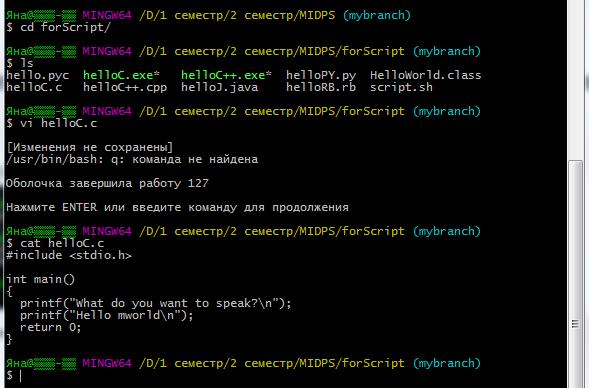 Яна@▒▒▒-▒▒ MINGW64 /D/1 семестр/2 семестр/MIDPS (mybranch)
$ cd forScript/
Яна@▒▒▒-▒▒ MINGW64 /D/1 семестр/2 семестр/MIDPS/forScript (mybranch)
$ ls
hello.pyc helloC.exe* helloC++.exe* helloPY.py HelloWorld.class
helloC.c helloC++.cpp helloJ.java helloRB.rb script.sh
Яна@▒▒▒-▒▒ MINGW64 /D/1 семестр/2 семестр/MIDPS/forScript (mybranch)
$ vi helloC.c
[Изменения не сохранены]
/usr/bin/bash: q: команда не найдена
Оболочка завершила работу 127
Нажмите ENTER или введите команду для продолжения
Яна@▒▒▒-▒▒ MINGW64 /D/1 семестр/2 семестр/MIDPS/forScript (mybranch)
$ cat helloC.c
#include <stdio.h>
int main()
{
printf("What do you want to speak?\n");
printf("Hello mworld\n");
return 0;
}
Яна@▒▒▒-▒▒ MINGW64 /D/1 семестр/2 семестр/MIDPS/forScript (mybranch)
$